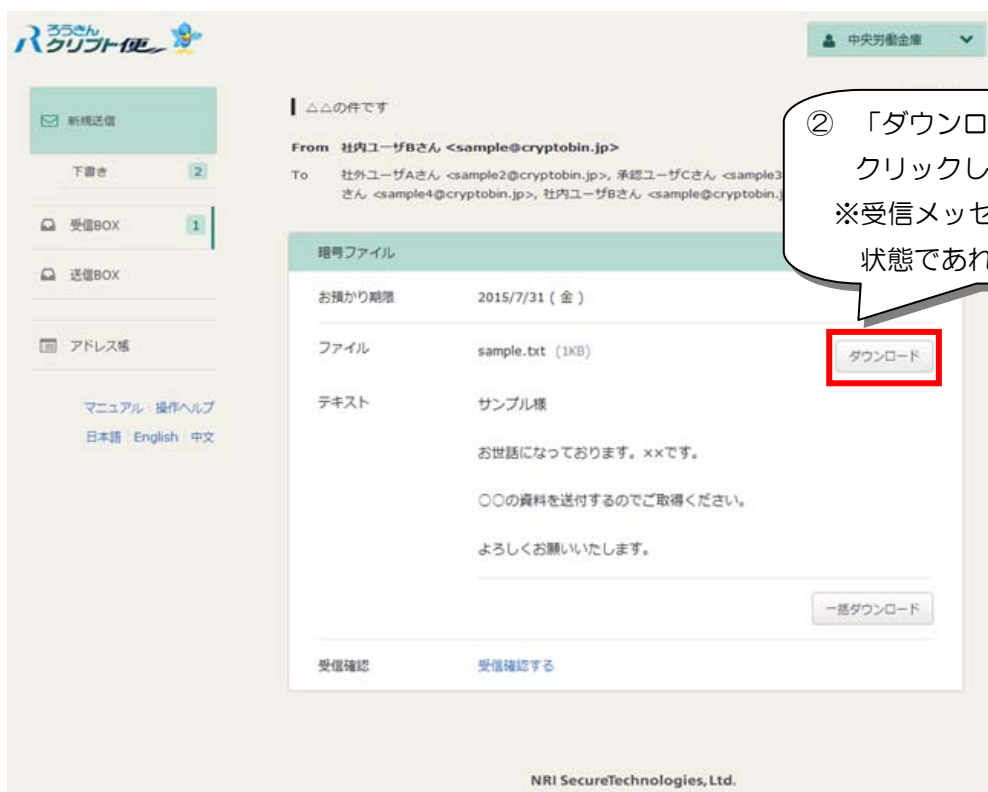 ろうきん
クリプト便
中央労働金庫
新規送信
下書き 2
受信BOX 1
送信BOX
アドレス帳
マニュアル 操作ヘルプ
日本語 English 中文
△△の件です
From 社内ユーザBさん <sample@cryptobin.jp>
To 社外ユーザAさん <sample2@cryptobin.jp>, 承認ユーザCさん <sample3
さん <sample4@cryptobin.jp>, 社内ユーザBさん <sample@cryptobin.j
② 「ダウンロ
クリックし
※受信メッセ
状態であれ
暗号ファイル
お預かり期限 2015/7/31 ( 金 )
ファイル sample.txt (1KB) ダウンロード
テキスト サンプル様
お世話になっております。××です。
○○の資料を送付するのでご取得ください。
よろしくお願いいたします。
一括ダウンロード
受信確認 受信確認する
NRI SecureTechnologies, Ltd.